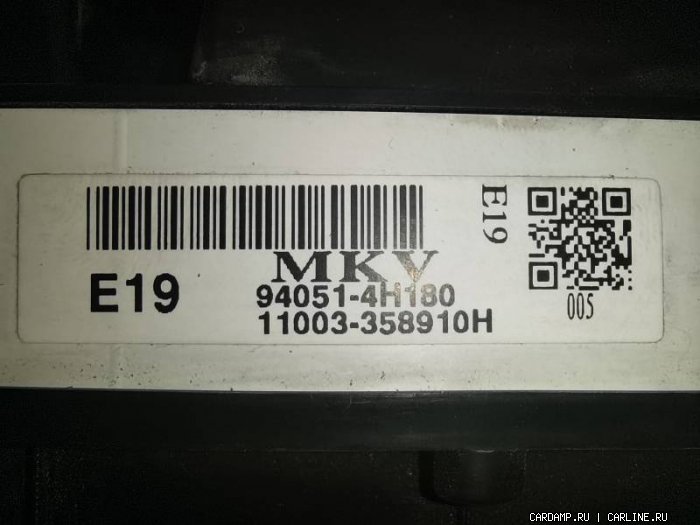 MKV
E19
94051-4H180
11003-358910H
E19
005
CARDAMP.RU | CARLINE.RU